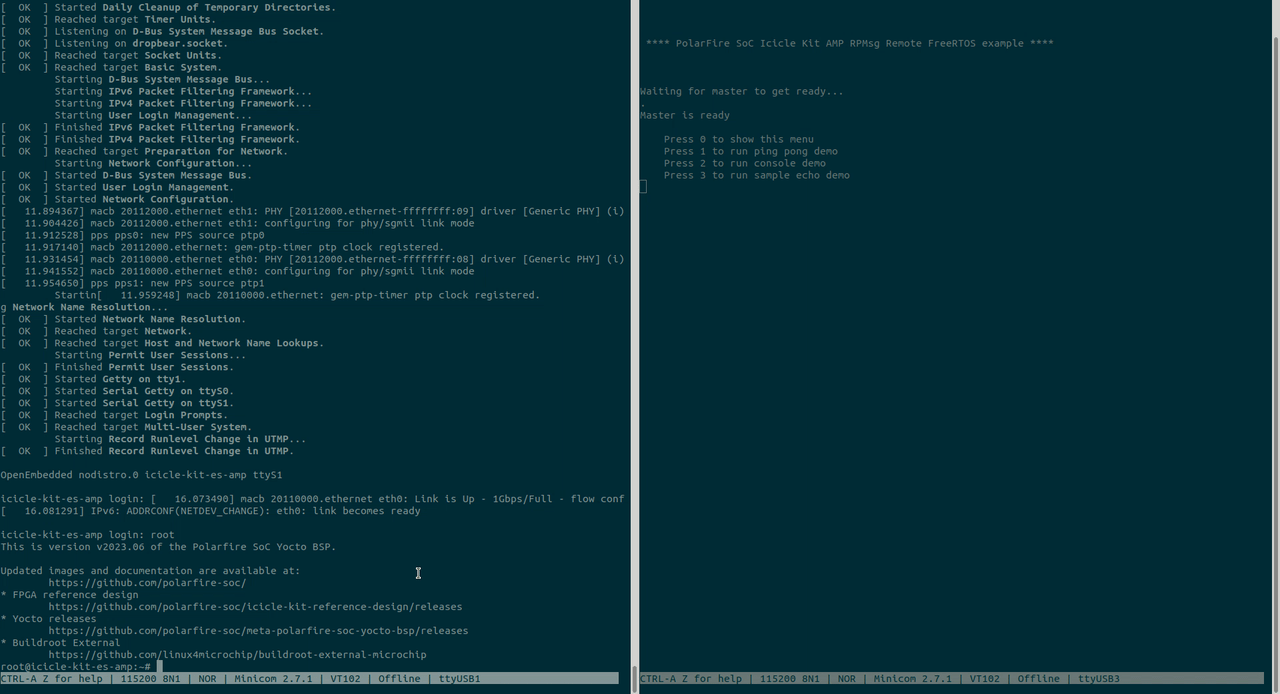 [  OK  ] Started Daily Cleanup of Temporary Directories.
[  OK  ] Reached target Timer Units.
[  OK  ] Listening on D-Bus System Message Bus Socket.
[  OK  ] Listening on dropbear.socket.
[  OK  ] Reached target Socket Units.
[  OK  ] Reached target Basic System.
         Starting D-Bus System Message Bus...
         Starting IPv6 Packet Filtering Framework...
         Starting IPv4 Packet Filtering Framework...
         Starting User Login Management...
[  OK  ] Finished IPv6 Packet Filtering Framework.
[  OK  ] Finished IPv4 Packet Filtering Framework.
[  OK  ] Reached target Preparation for Network.
         Starting Network Configuration...
[  OK  ] Started D-Bus System Message Bus.
[  OK  ] Started User Login Management.
[  OK  ] Started Network Configuration.
[   11.894367] macb 20112000.ethernet eth1: PHY [20112000.ethernet-ffffffff:09] driver [Generic PHY] (i)
[   11.904426] macb 20112000.ethernet eth1: configuring for phy/sgmii link mode
[   11.912528] pps pps0: new PPS source ptp0
[   11.917140] macb 20112000.ethernet: gem-ptp-timer ptp clock registered.
[   11.931454] macb 20110000.ethernet eth0: PHY [20112000.ethernet-ffffffff:08] driver [Generic PHY] (i)
[   11.941552] macb 20110000.ethernet eth0: configuring for phy/sgmii link mode
[   11.954650] pps pps1: new PPS source ptp1
         Startin[   11.959248] macb 20110000.ethernet: gem-ptp-timer ptp clock registered.
g Network Name Resolution...
[  OK  ] Started Network Name Resolution.
[  OK  ] Reached target Network.
[  OK  ] Reached target Host and Network Name Lookups.
         Starting Permit User Sessions...
[  OK  ] Finished Permit User Sessions.
[  OK  ] Started Getty on tty1.
[  OK  ] Started Serial Getty on ttyS0.
[  OK  ] Started Serial Getty on ttyS1.
[  OK  ] Reached target Login Prompts.
[  OK  ] Reached target Multi-User System.
         Starting Record Runlevel Change in UTMP...
[  OK  ] Finished Record Runlevel Change in UTMP.
OpenEmbedded nodistro.0 icicle-kit-es-amp ttyS1
icicle-kit-es-amp login: [   16.073490] macb 20110000.ethernet eth0: Link is Up - 1Gbps/Full - flow conf
[   16.081291] IPv6: ADDRCONF(NETDEV_CHANGE): eth0: link becomes ready
icicle-kit-es-amp login: root
This is version v2023.06 of the Polarfire SoC Yocto BSP.
Updated images and documentation are available at:
        https://github.com/polarfire-soc/
* FPGA reference design
        https://github.com/polarfire-soc/icicle-kit-reference-design/releases
* Yocto releases
        https://github.com/polarfire-soc/meta-polarfire-soc-yocto-bsp/releases
* Buildroot External
        https://github.com/linux4microchip/buildroot-external-microchip
root@icicle-kit-es-amp:~#
CTRL-A Z for help | 115200 8N1 | NOR | Minicom 2.7.1 | VT102 | Offline | ttyUSB1
**** PolarFire SoC Icicle Kit AMP RPMsg Remote FreeRTOS example ****
Waiting for master to get ready...
.
Master is ready
    Press 0 to show this menu
    Press 1 to run ping pong demo
    Press 2 to run console demo
    Press 3 to run sample echo demo
CTRL-A Z for help | 115200 8N1 | NOR | Minicom 2.7.1 | VT102 | Offline | ttyUSB3